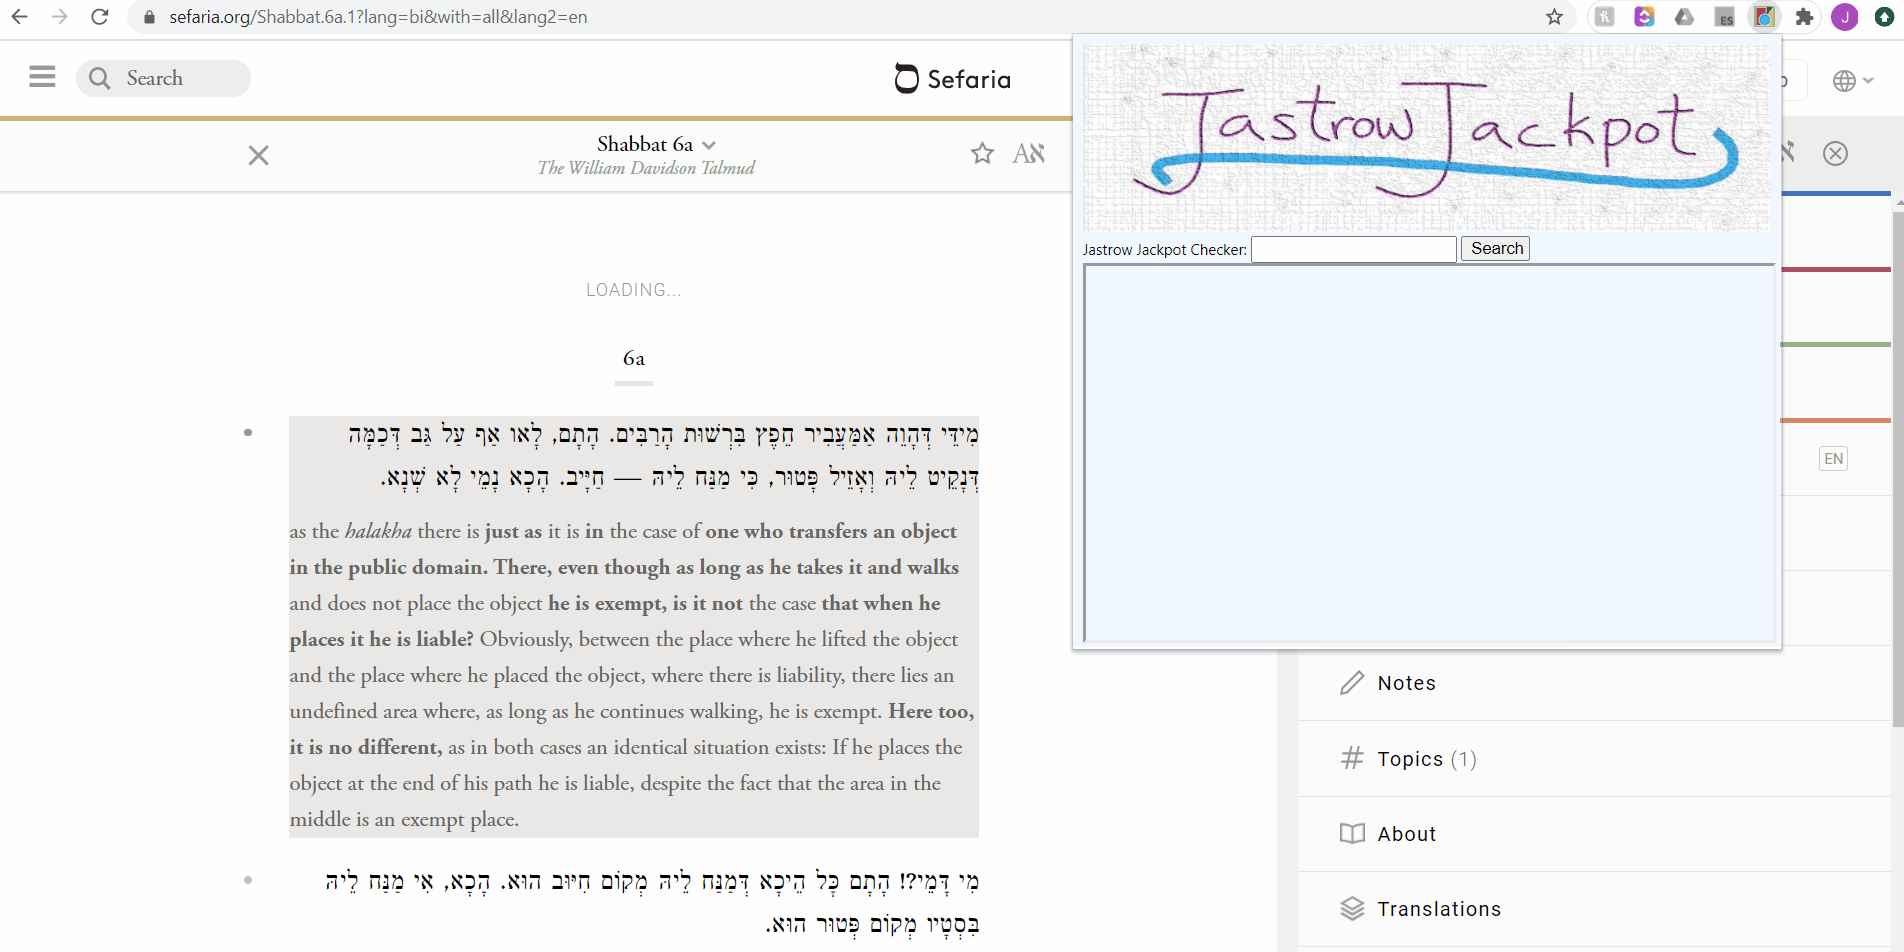 sefaria.org/Shabbat.6a.1?lang=bi&with=all&lang2=en
ES
J
Search
Sefaria
Shabbat 6a
The William Davidson Talmud
Aא
JastrowJackpot
Jastrow Jackpot Checker:
Search
LOADING...
6a
מִידֵּי דְּהָוֵה אַמַּעֲבִיר חֵפֶץ בִּרְשׁוּת הָרַבִּים. הָתָם, לָאו אַף עַל גַּב דְּכַמָּה
דְּנָקֵיט לֵיהּ וְאָזֵיל פָּטוּר, כִּי מַנַּח לֵיהּ — חַיָּיב. הָכָא נָמֵי לָא שְׁנָא.
as the halakha there is just as it is in the case of one who transfers an object
in the public domain. There, even though as long as he takes it and walks
and does not place the object he is exempt, is it not the case that when he
places it he is liable? Obviously, between the place where he lifted the object
and the place where he placed the object, where there is liability, there lies an
undefined area where, as long as he continues walking, he is exempt. Here too,
it is no different, as in both cases an identical situation exists: If he places the
object at the end of his path he is liable, despite the fact that the area in the
middle is an exempt place.
מִי דָּמֵי?! הָתָם כָּל הֵיכָא דְּמַנַּח לֵיהּ מְקוֹם חִיּוּב הוּא. הָכָא, אִי מַנַּח לֵיהּ
בִּסְטָיו מְקוֹם פְּטוּר הוּא.
EN
Notes
Topics (1)
About
Translations